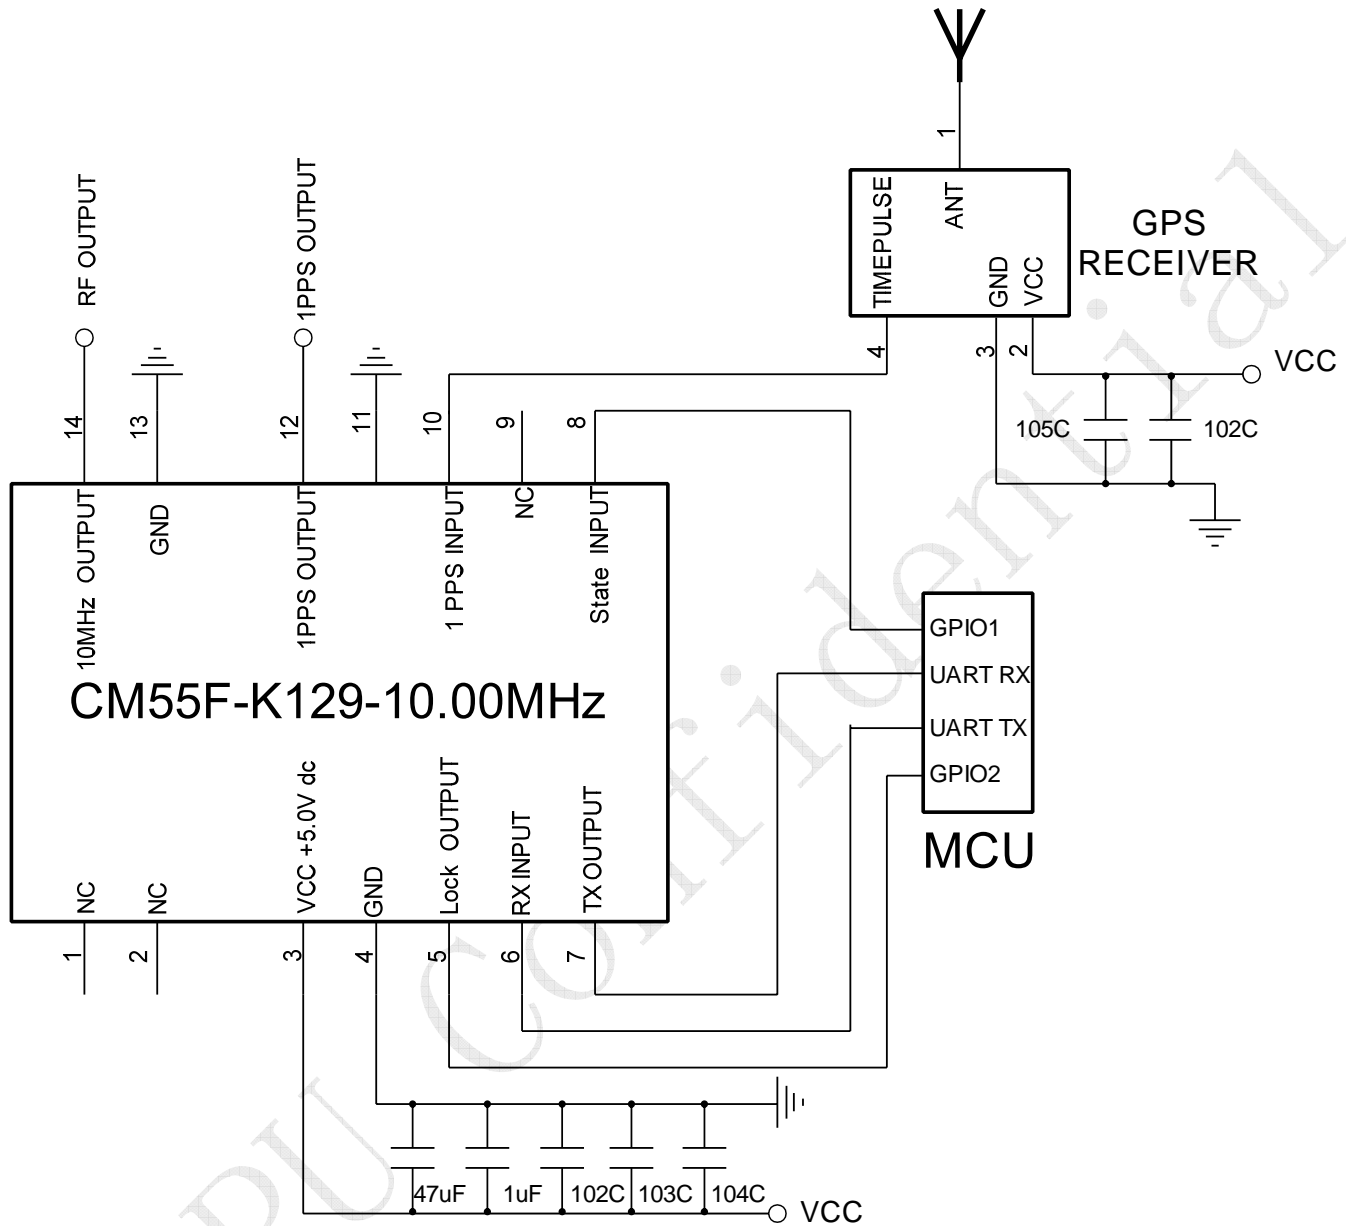 1
ANT
TIMEPULSE
GND
VCC
GPS
RECEIVER
4
3
2
VCC
105C
102C
RF OUTPUT
1PPS OUTPUT
14
13
12
11
10
9
8
10MHz OUTPUT
GND
1PPS OUTPUT
1 PPS INPUT
NC
State INPUT
CM55F-K129-10.00MHz
GPIO1
UART RX
UART TX
GPIO2
MCU
NC
NC
VCC +5.0V dc
GND
Lock OUTPUT
RX INPUT
TX OUTPUT
1
2
3
4
5
6
7
47uF
1uF
102C
103C
104C
VCC
PU Confidential